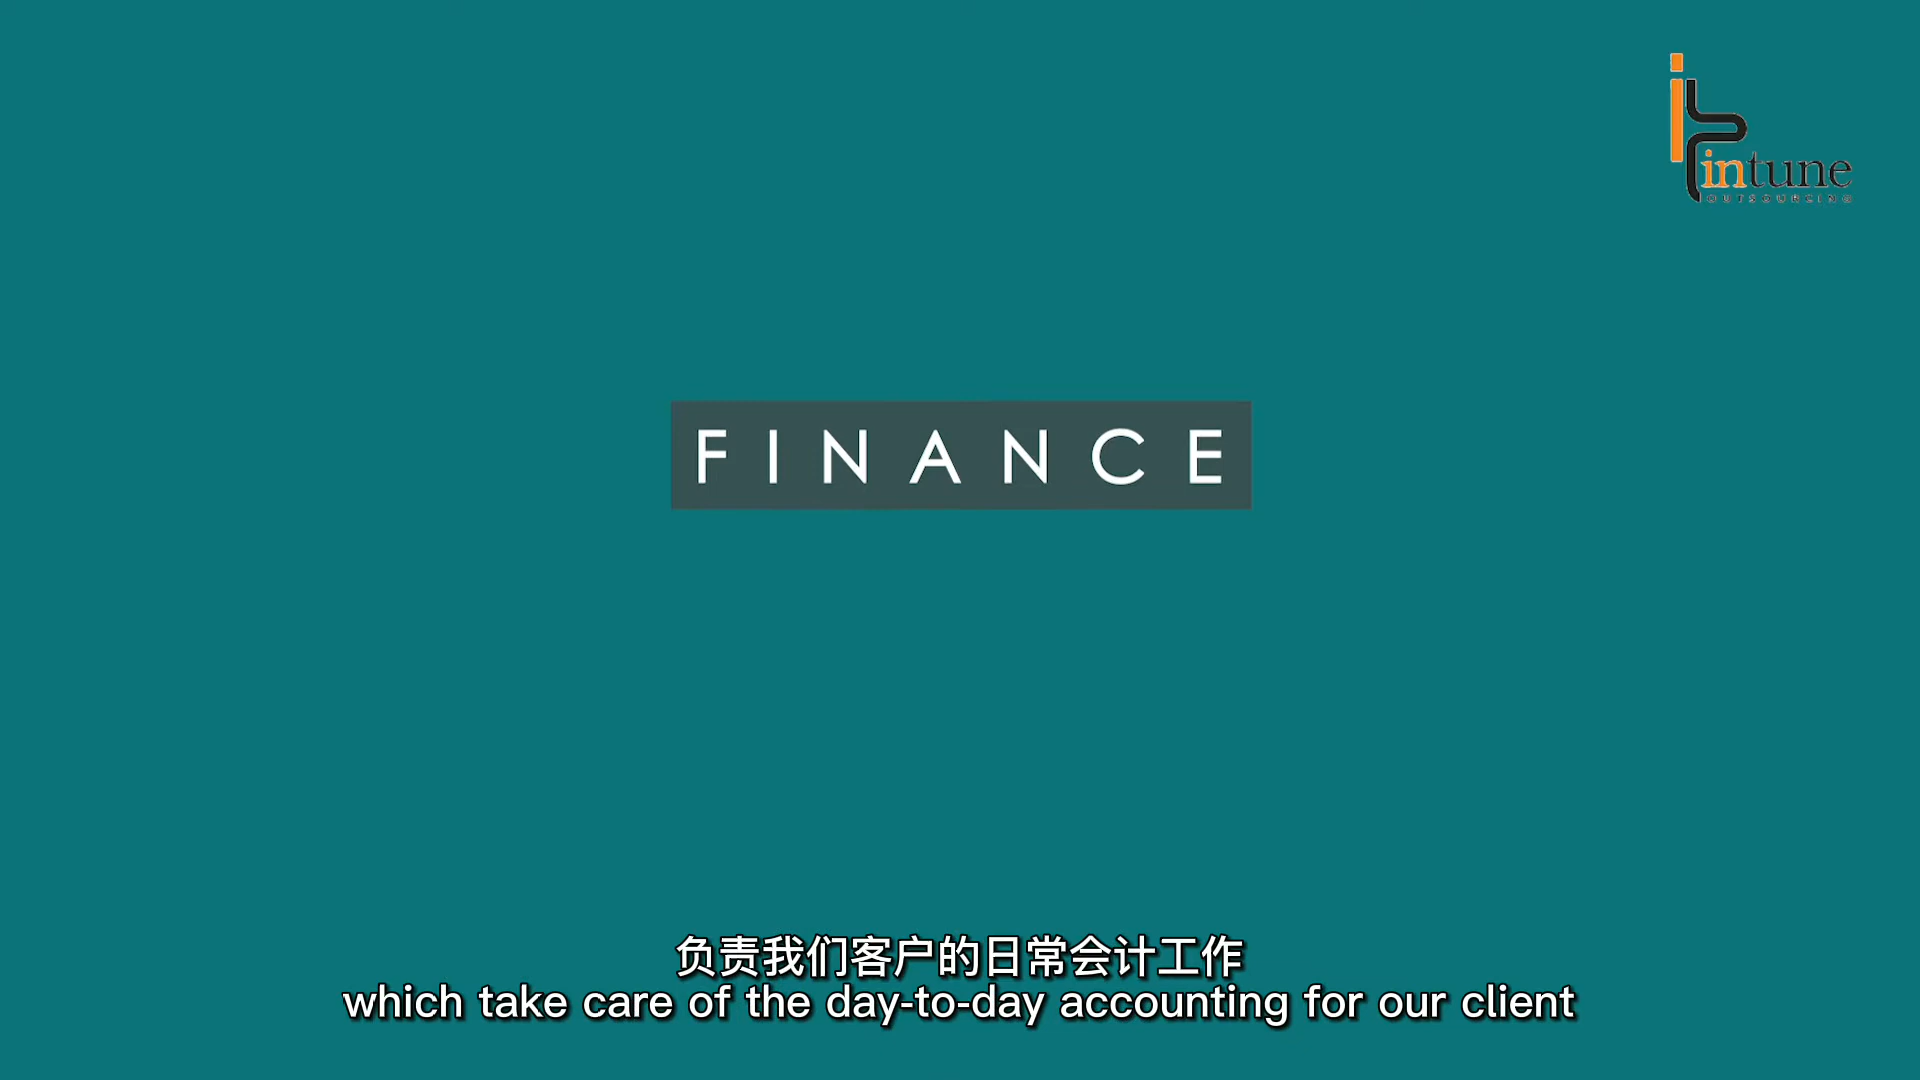 intune
OUTSOURCING
FINANCE
负责我们客户的日常会计工作
which take care of the day-to-day accounting for our client